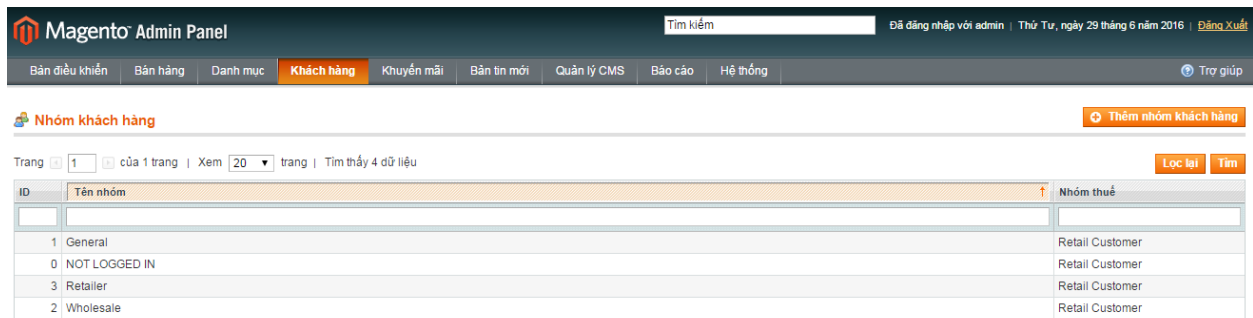 Magento Admin Panel Tìm kiếm Đã đăng nhập với admin | Thứ Tư, ngày 29 tháng 6 năm 2016 | Đăng Xuất
Bàn điều khiển Bán hàng Danh mục Khách hàng Khuyến mãi Bản tin mới Quản lý CMS Báo cáo Hệ thống Trợ giúp
Nhóm khách hàng Thêm nhóm khách hàng
Trang 1 của 1 trang | Xem 20 trang | Tìm thấy 4 dữ liệu Lọc lại Tìm
ID Tên nhóm Nhóm thuế
1 General Retail Customer
0 NOT LOGGED IN Retail Customer
3 Retailer Retail Customer
2 Wholesale Retail Customer